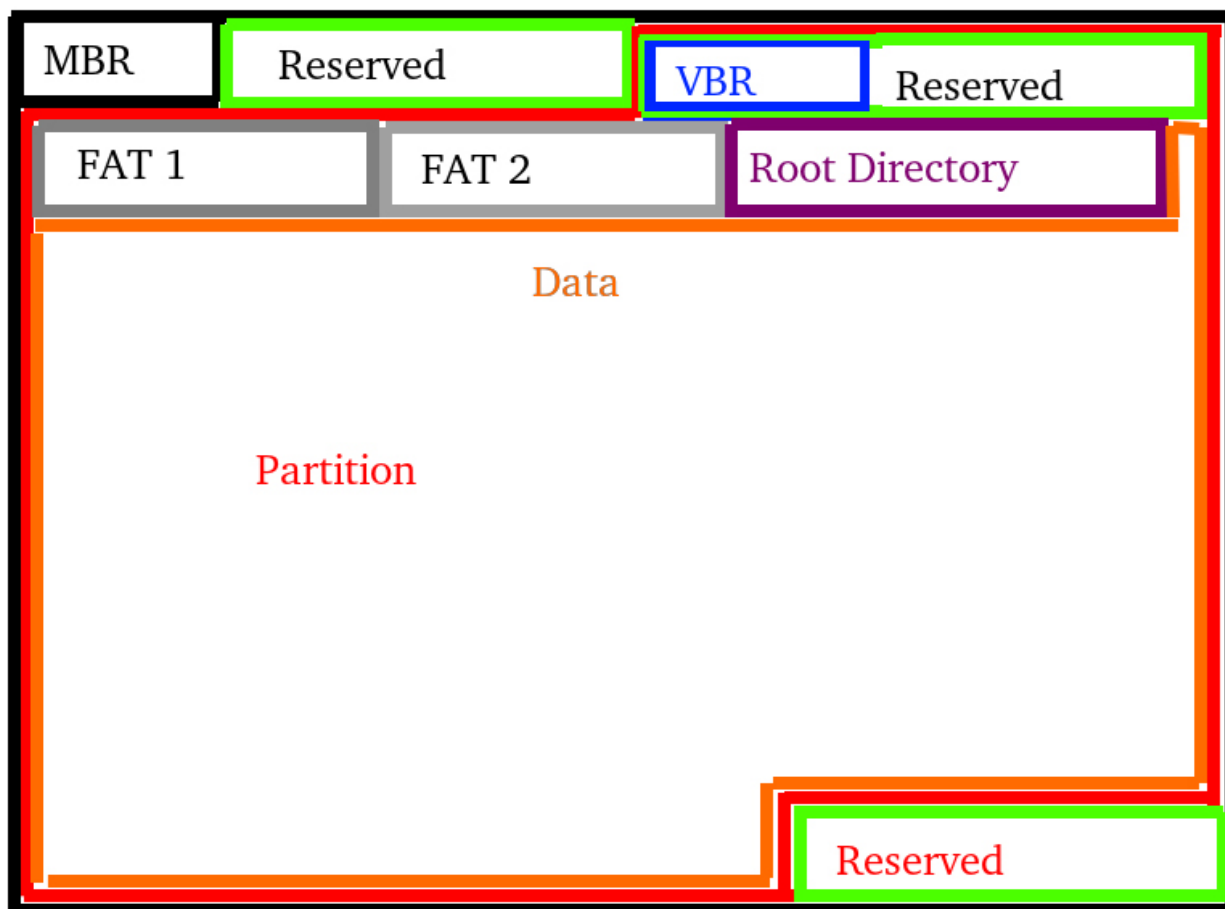 MBR
Reserved
VBR
Reserved
FAT 1
FAT 2
Root Directory
Data
Partition
Reserved